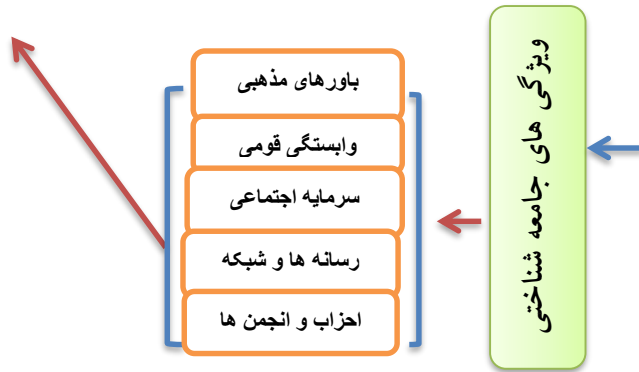 ویژگی های جامعه شناختی
باورهای مذهبی
وابستگی قومی
سرمایه اجتماعی
رسانه ها و شبکه
احزاب و انجمن ها